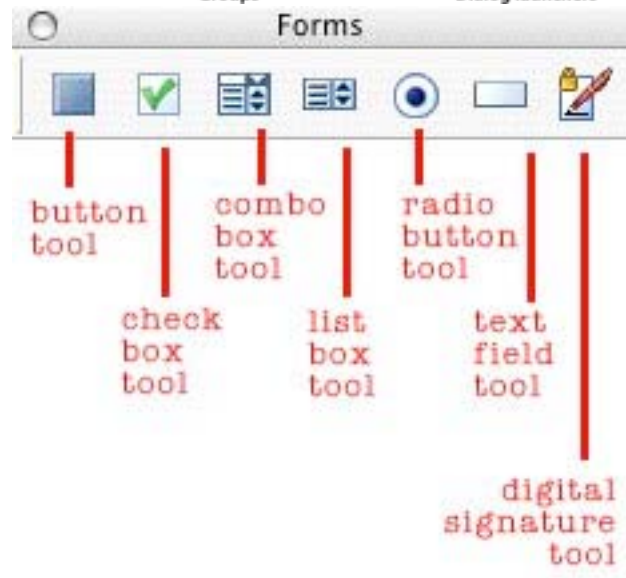 Forms
button
tool
combo
box
tool
radio
button
tool
check
box
tool
list
box
tool
text
field
tool
digital
signature
tool